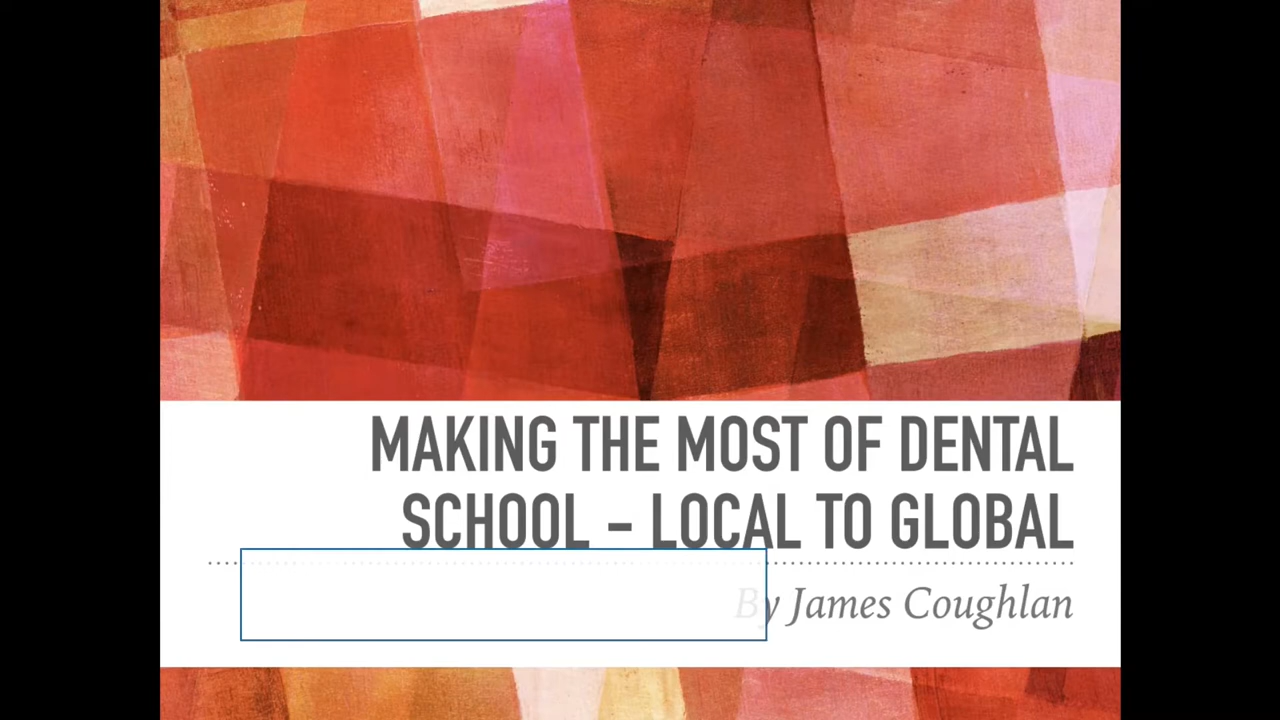 MAKING THE MOST OF DENTAL
SCHOOL – LOCAL TO GLOBAL
By James Coughlan